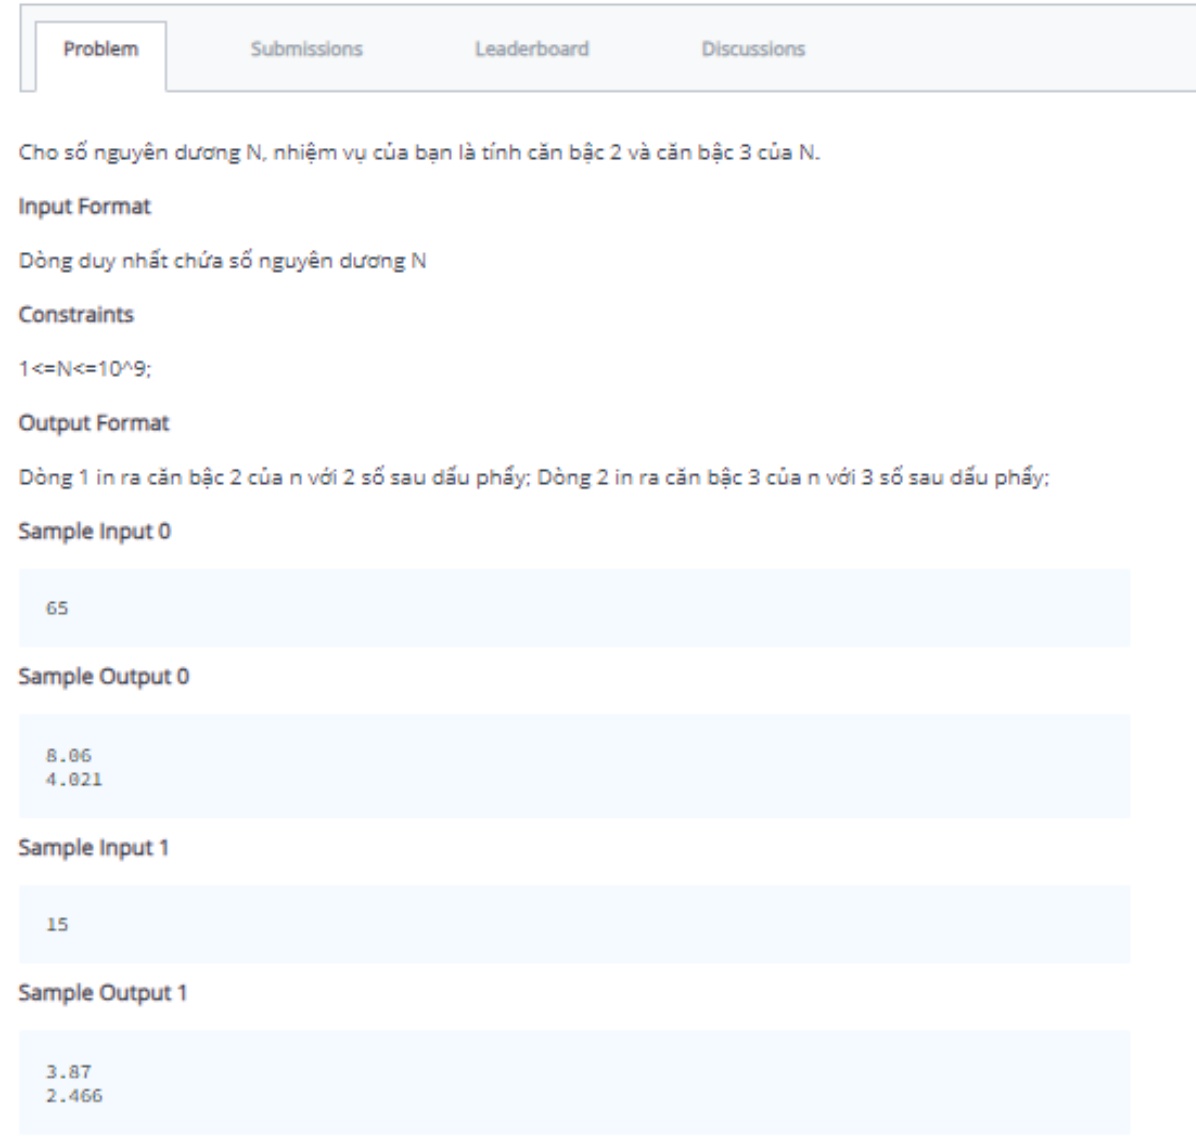 Problem Submissions Leaderboard Discussions
Cho số nguyên dương N, nhiệm vụ của bạn là tính căn bậc 2 và căn bậc 3 của N.
Input Format
Dòng duy nhất chứa số nguyên dương N
Constraints
1<=N<=10^9;
Output Format
Dòng 1 in ra căn bậc 2 của n với 2 số sau dấu phẩy; Dòng 2 in ra căn bậc 3 của n với 3 số sau dấu phẩy;
Sample Input 0
65
Sample Output 0
8.06
4.021
Sample Input 1
15
Sample Output 1
3.87
2.466